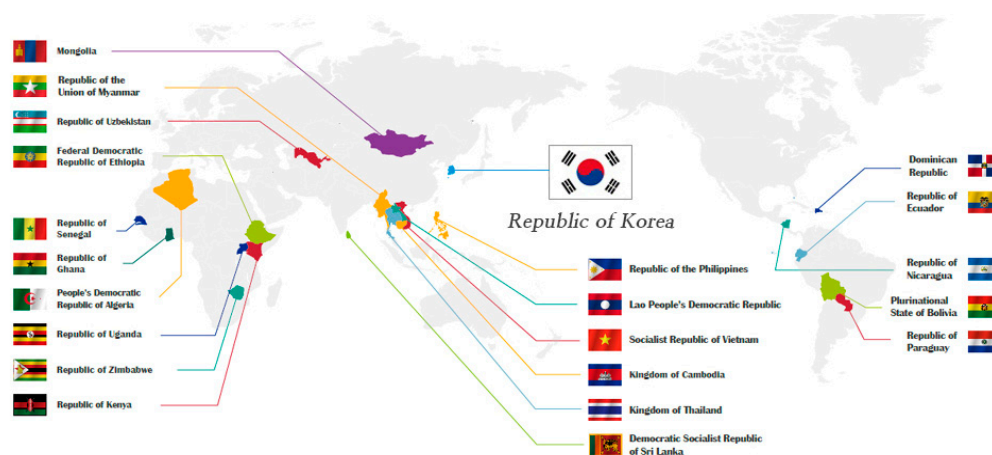 Mongolia
Republic of the
Union of Myanmar
Republic of Uzbekistan
Federal Democratic
Republic of Ethiopia
Republic of
Senegal
Republic of
Ghana
People's Democratic
Republic of Algeria
Republic of Uganda
Republic of Zimbabwe
Republic of Kenya
Republic of Korea
Republic of the Philippines
Lao People's Democratic Republic
Socialist Republic of Vietnam
Kingdom of Cambodia
Kingdom of Thailand
Democratic Socialist Republic
of Sri Lanka
Dominican
Republic
Republic of
Ecuador
Republic of
Nicaragua
Plurinational
State of Bolivia
Republic of
Paraguay